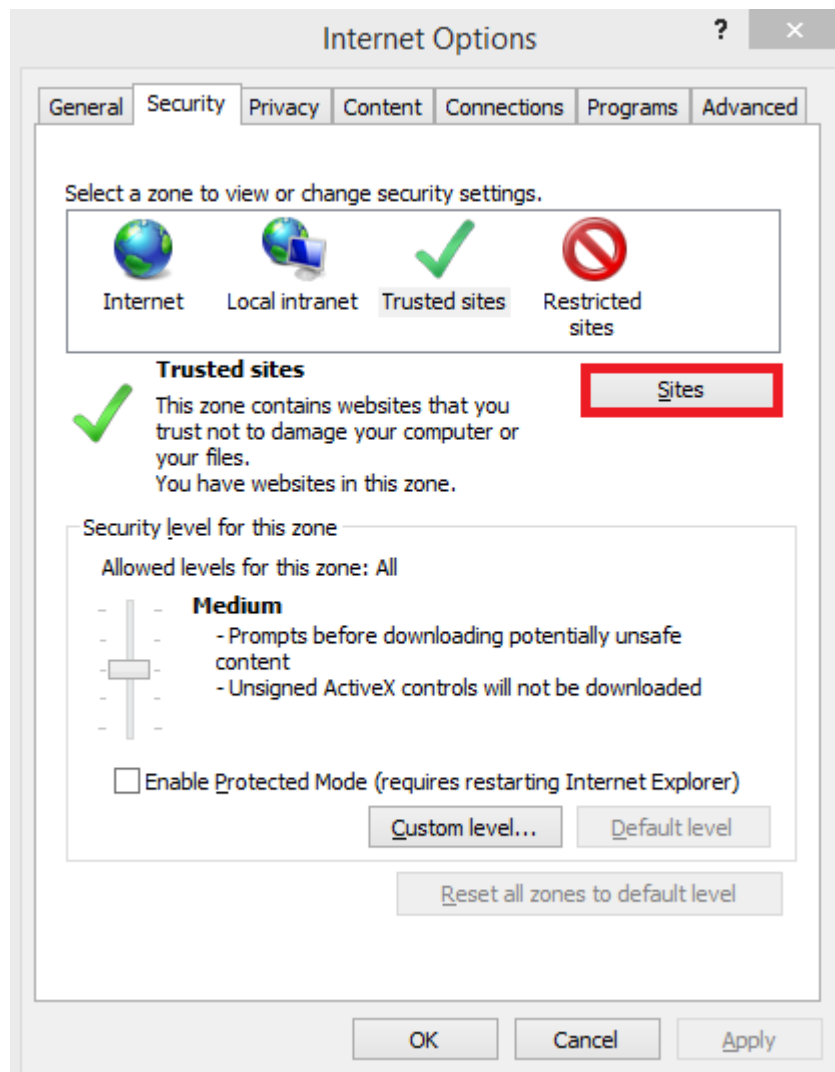 Internet Options
?
×
General Security Privacy Content Connections Programs Advanced
Select a zone to view or change security settings.
Internet
Local intranet
Trusted sites
Restricted
sites
Trusted sites
Sites
This zone contains websites that you
trust not to damage your computer or
your files.
You have websites in this zone.
Security level for this zone
Allowed levels for this zone: All
Medium
- Prompts before downloading potentially unsafe
content
- Unsigned ActiveX controls will not be downloaded
Enable Protected Mode (requires restarting Internet Explorer)
Custom level... Default level
Reset all zones to default level
OK Cancel Apply